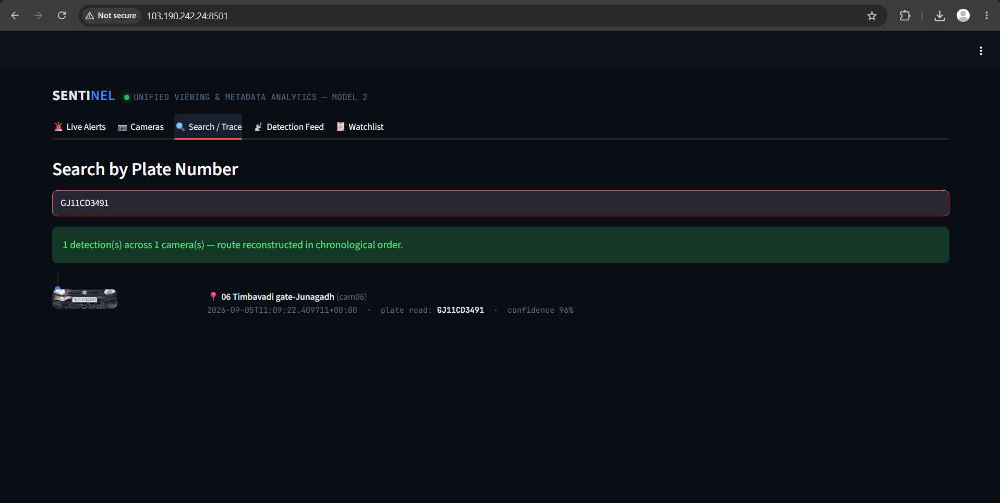 Not secure 103.190.242.24:8501
SENTINEL UNIFIED VIEWING & METADATA ANALYTICS — MODEL 2
Live Alerts Cameras Search / Trace Detection Feed Watchlist
Search by Plate Number
GJ11CD3491
1 detection(s) across 1 camera(s) — route reconstructed in chronological order.
GJ11CD3491
06 Timbavadi gate-Junagadh (cam06)
2026-09-05T11:09:22.409711+00:00 · plate read: GJ11CD3491 · confidence 96%